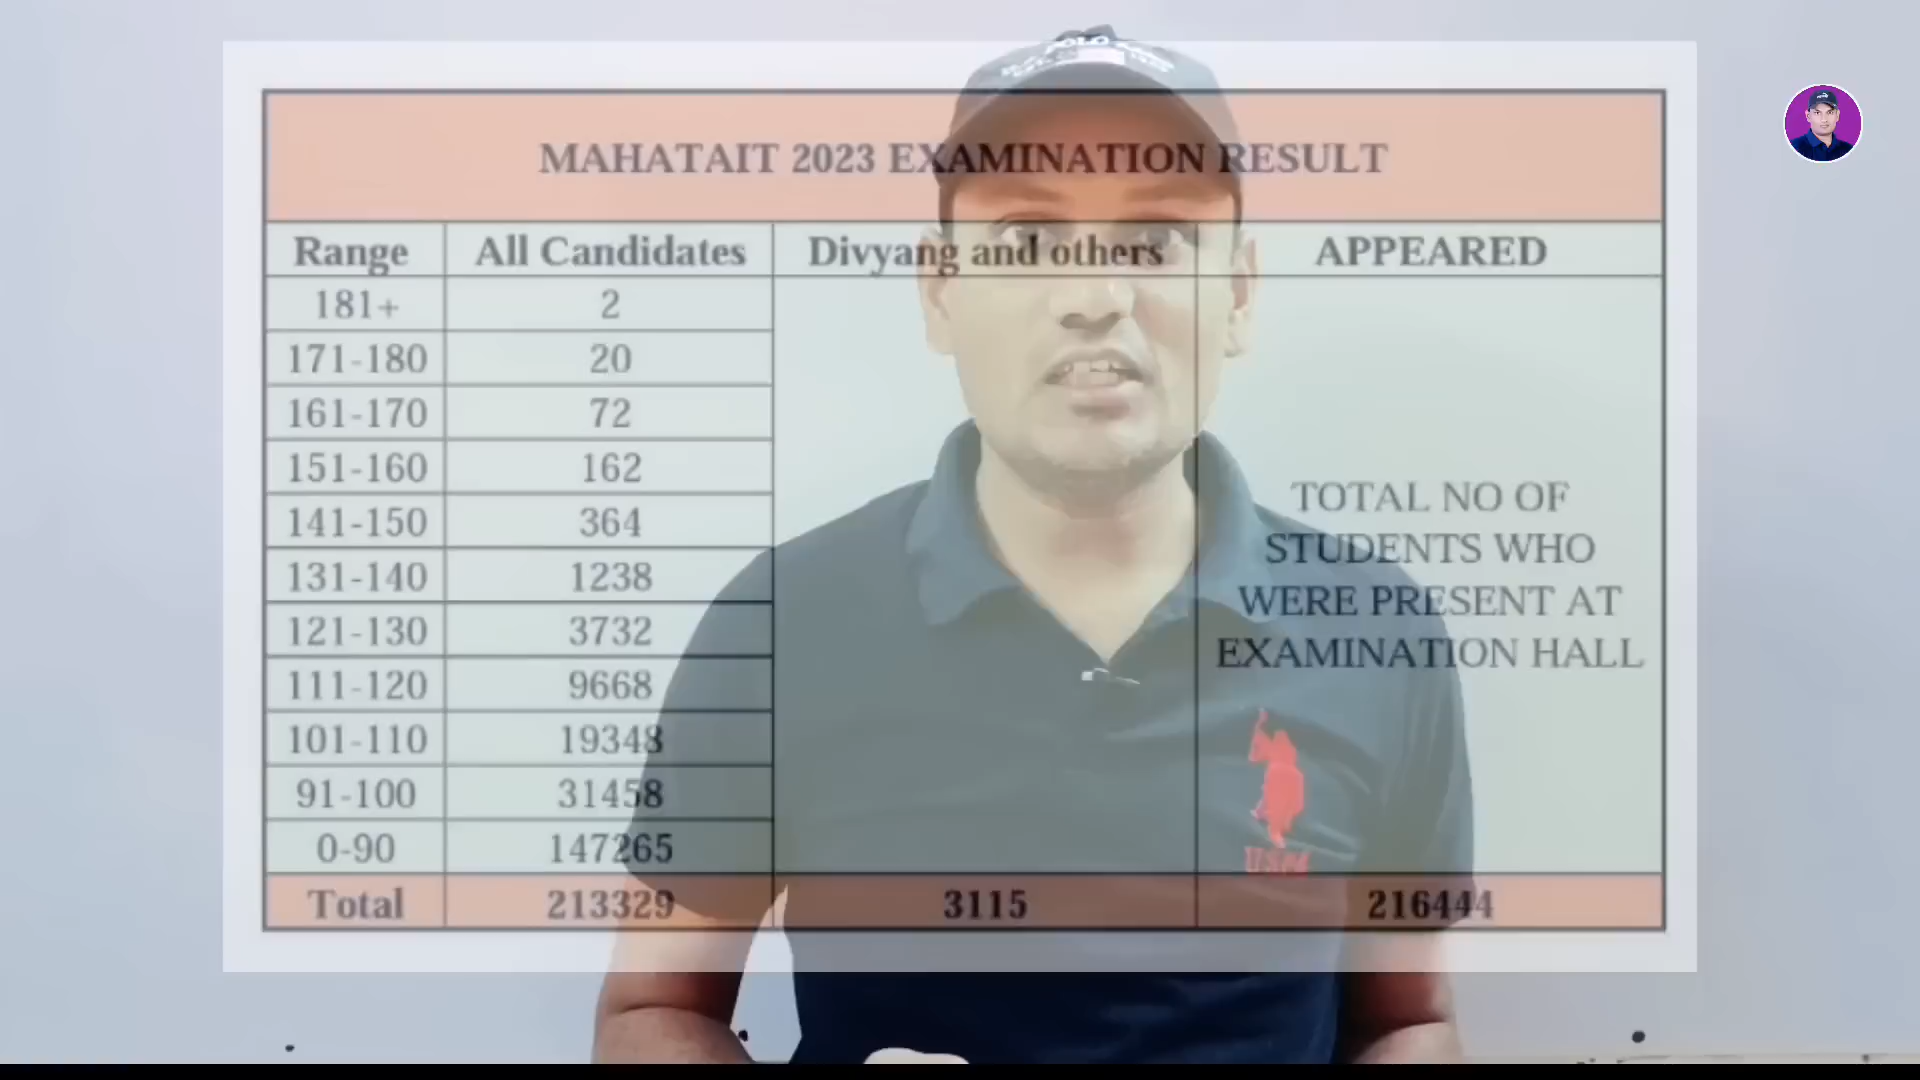 MAHATAIT 2023 EXAMINATION RESULT
Range All Candidates Divyang and others APPEARED
181+ 2
171-180 20
161-170 72
151-160 162
141-150 364
131-140 1238
121-130 3732
111-120 9668
101-110 19348
91-100 31458
0-90 147265
TOTAL NO OF
STUDENTS WHO
WERE PRESENT AT
EXAMINATION HALL
Total 213329 3115 216444